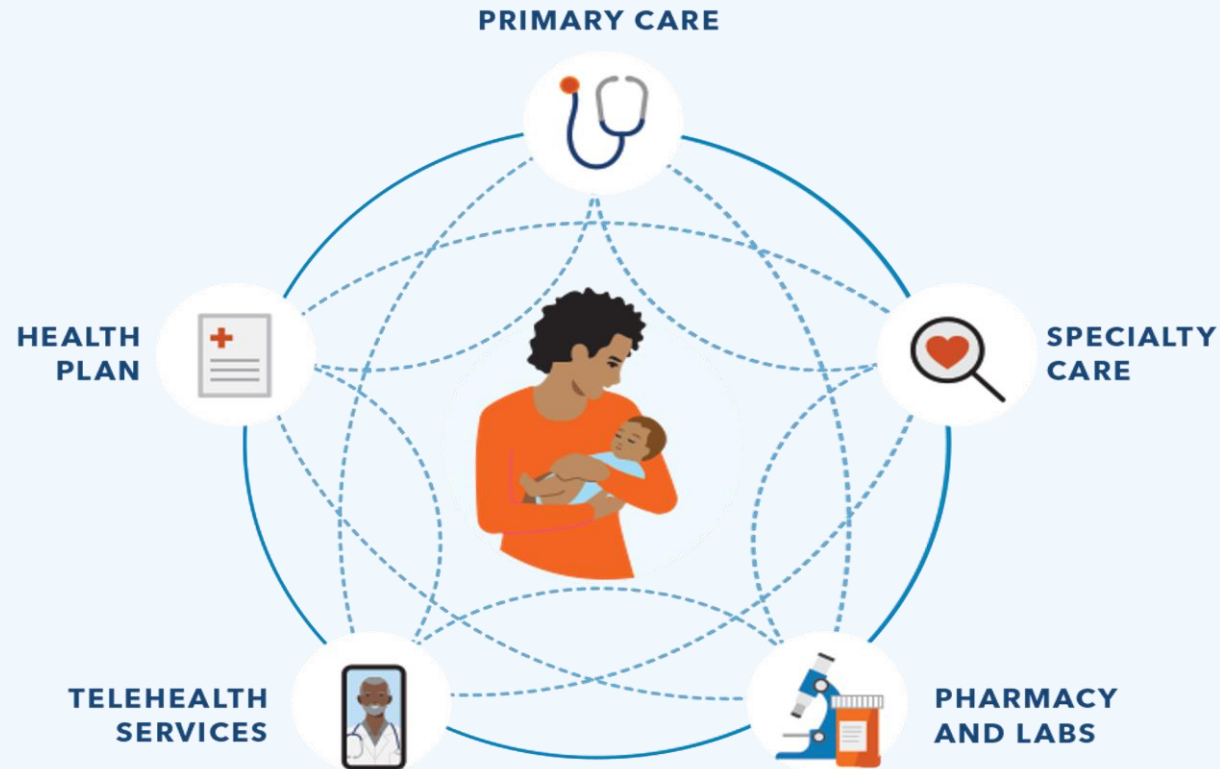 PRIMARY CARE
HEALTH
PLAN
SPECIALTY
CARE
TELEHEALTH
SERVICES
PHARMACY
AND LABS